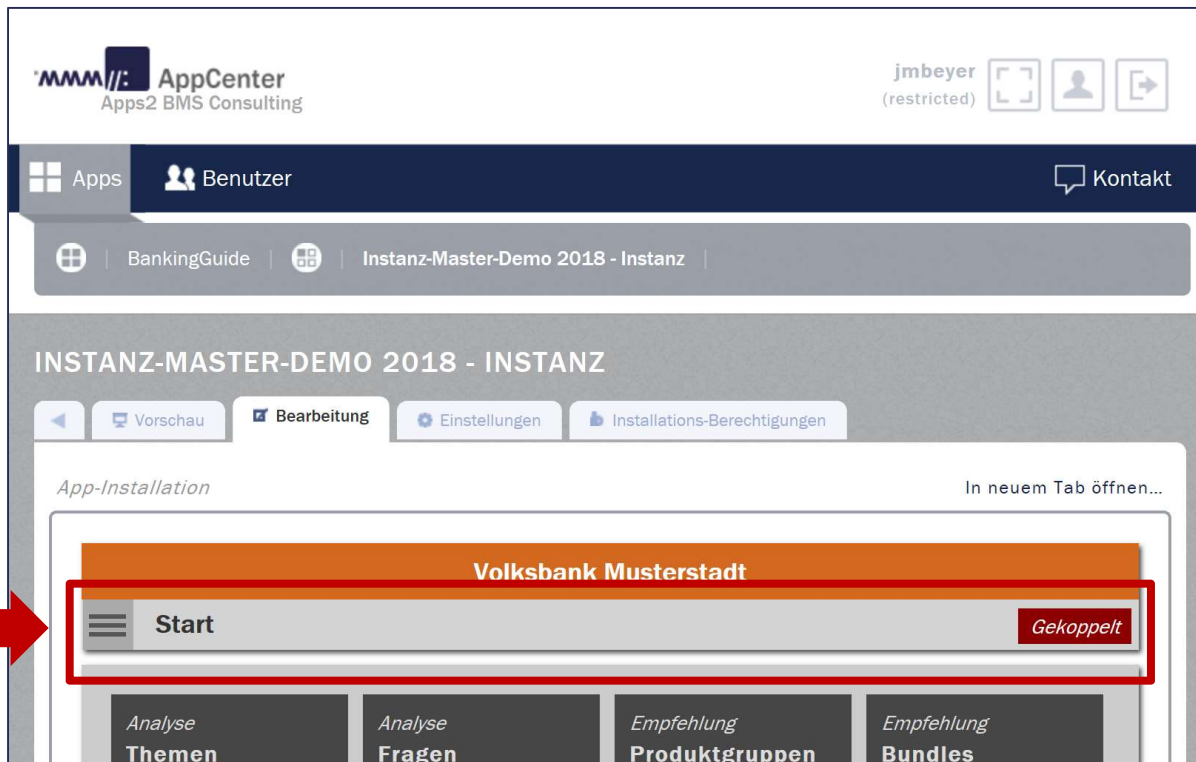 mmm//: AppCenter
Apps2 BMS Consulting
jmbeyer
(restricted)
Apps Benutzer Kontakt
BankingGuide | Instanz-Master-Demo 2018 - Instanz
INSTANZ-MASTER-DEMO 2018 - INSTANZ
Vorschau Bearbeitung Einstellungen Installations-Berechtigungen
App-Installation In neuem Tab öffnen...
Volksbank Musterstadt
Start Gekoppelt
Analyse Analyse Empfehlung Empfehlung
Themen Fragen Produktgruppen Bundles